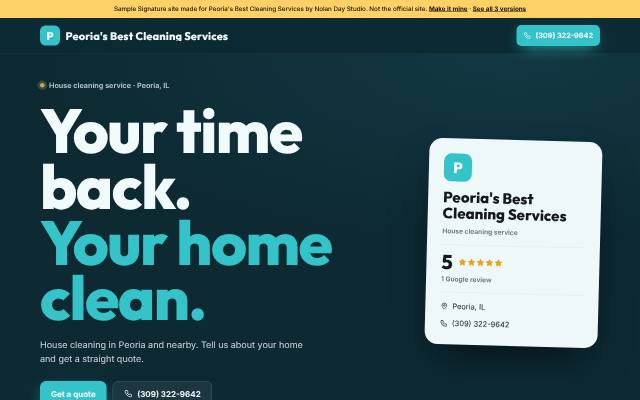 Sample Signature site made for Peoria's Best Cleaning Services by Nolan Day Studio. Not the official site. Make it mine · See all 3 versions
P
Peoria's Best Cleaning Services
(309) 322-9642
House cleaning service · Peoria, IL
Your time
back.
Your home
clean.
House cleaning in Peoria and nearby. Tell us about your home
and get a straight quote.
Get a quote
(309) 322-9642
P
Peoria's Best
Cleaning Services
House cleaning service
5
1 Google review
Peoria, IL
(309) 322-9642